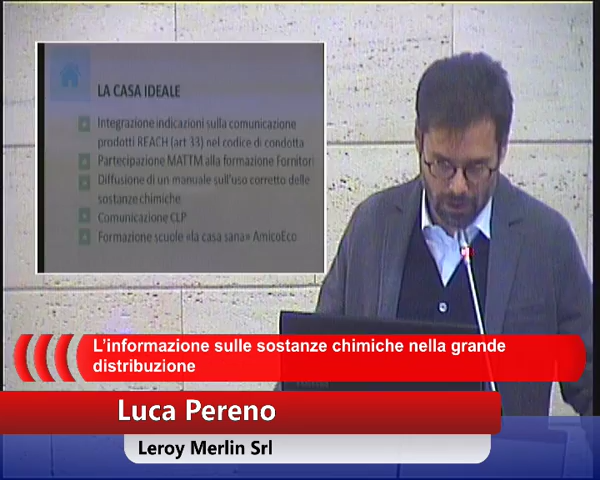 LA CASA IDEALE
Integrazione indicazioni sulla comunicazione
prodotti REACH (art 33) nel codice di condotta
Partecipazione MATTM alla formazione Fornitori
Diffusione di un manuale sull'uso corretto delle
sostanze chimiche
Comunicazione CLP
Formazione scuole «la casa sana» AmicoEco
L'informazione sulle sostanze chimiche nella grande
distribuzione
Luca Pereno
Leroy Merlin Srl